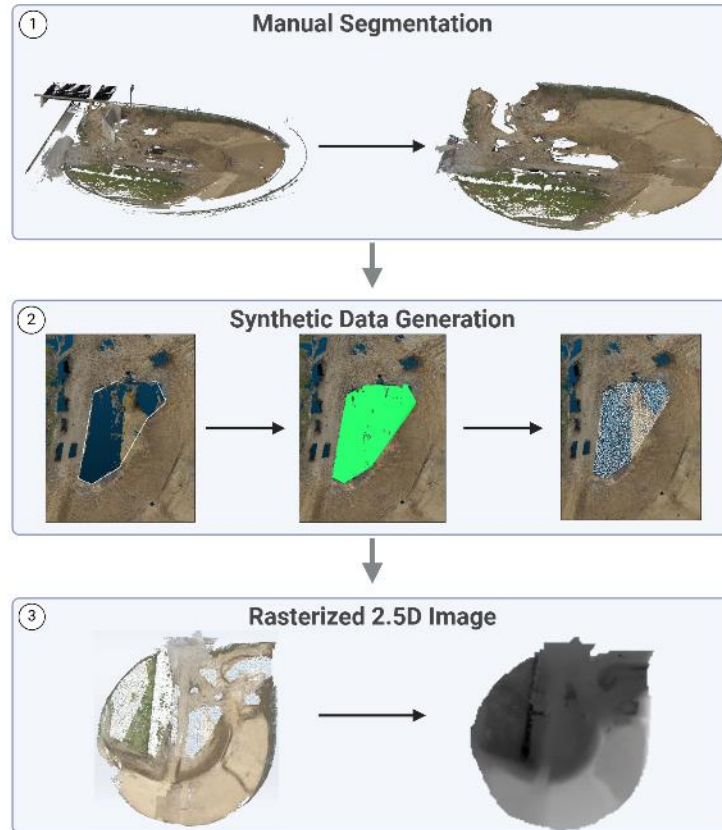 1
Manual Segmentation
2
Synthetic Data Generation
3
Rasterized 2.5D Image